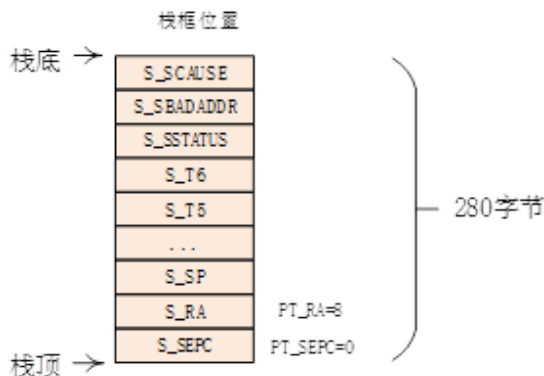 栈框位置
栈底
S_SCAUSE
S_SBADADDR
S_SSTATUS
S_T6
S_T5
280字节
...
S_SP
S_RA PT_RA=8
S_SEPC PT_SEPC=0
栈顶